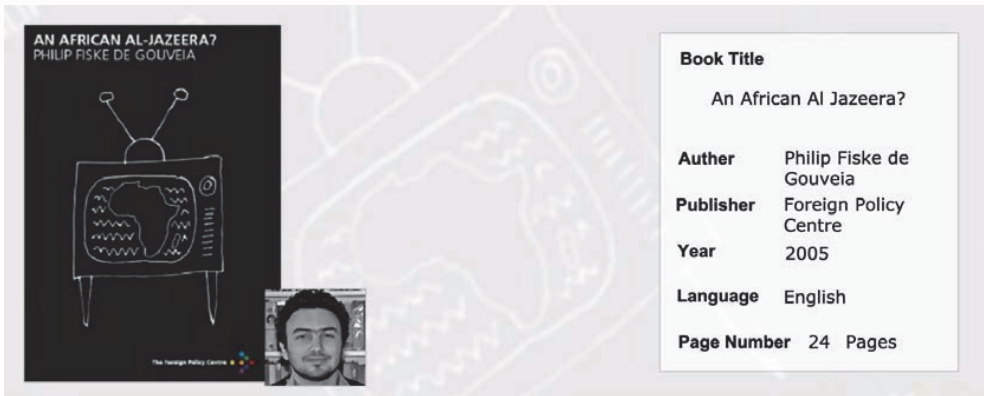 AN AFRICAN AL-JAZEERA?
PHILIP FISKE DE GOUVEIA
The Foreign Policy Centre
Book Title
An African Al Jazeera?
Auther Philip Fiske de
Gouveia
Publisher Foreign Policy
Centre
Year 2005
Language English
Page Number 24 Pages